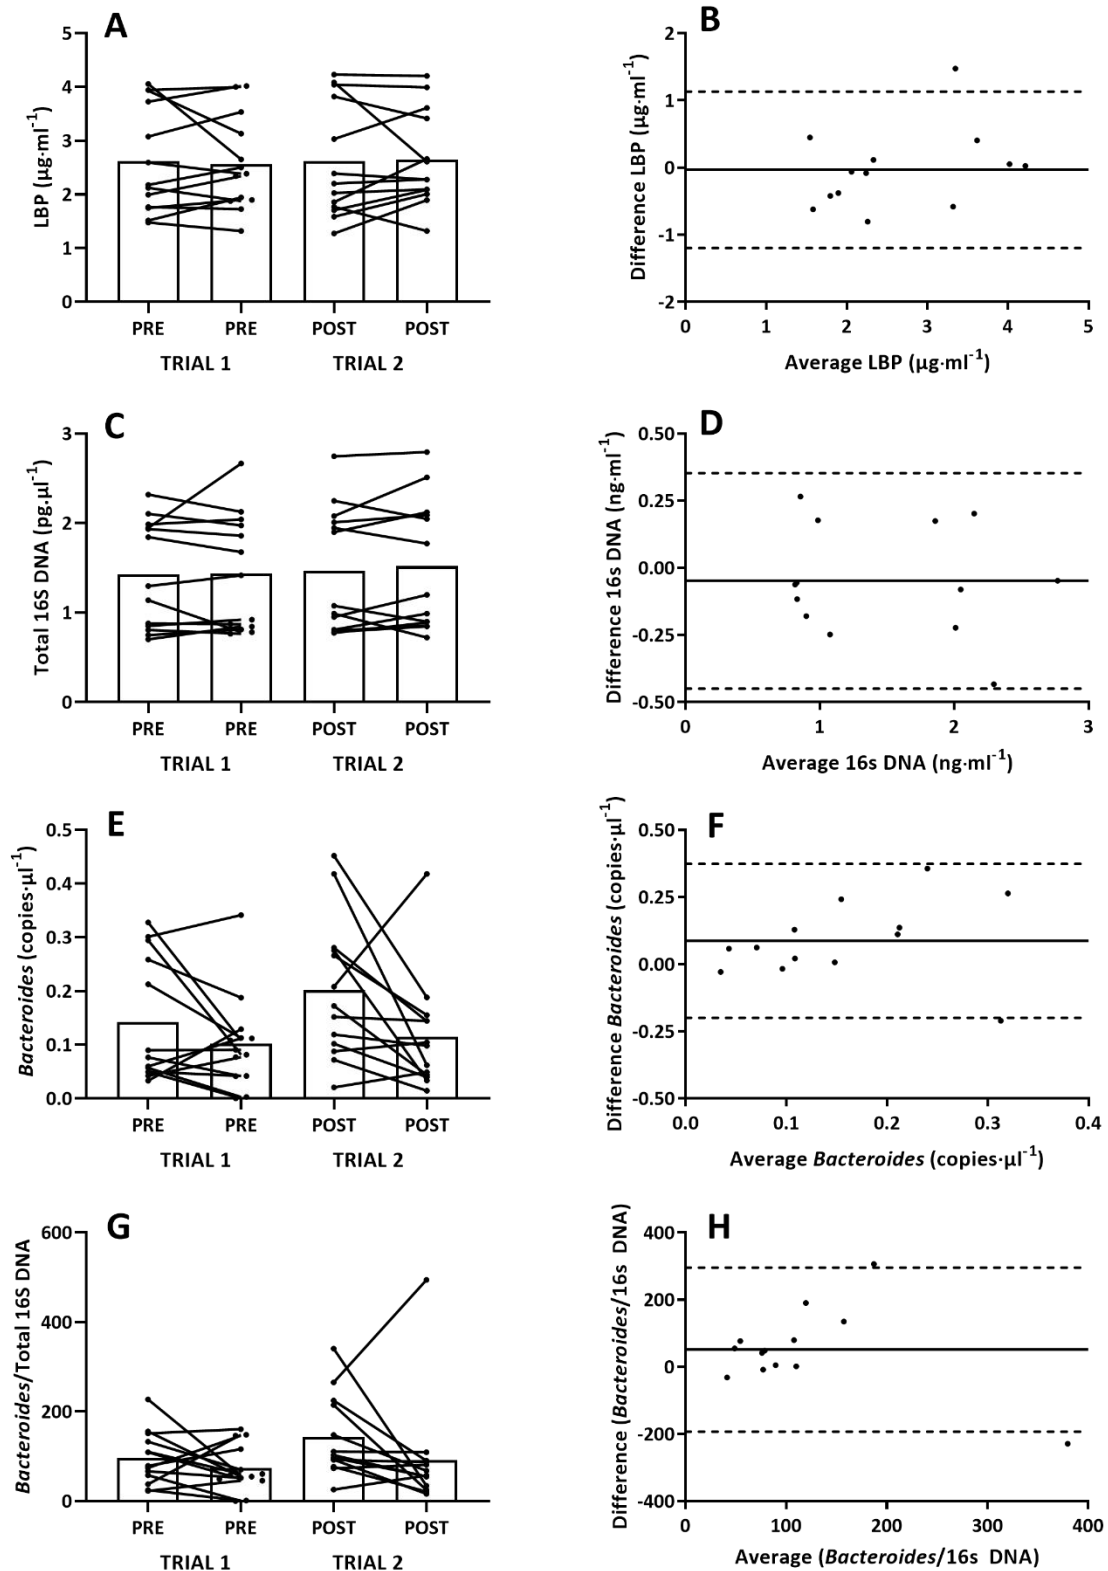 A
LBP (µg·ml⁻¹)
5
4
3
2
1
0
PRE PRE POST POST
TRIAL 1 TRIAL 2
B
Difference LBP (µg·ml⁻¹)
2
1
0
-1
-2
0 1 2 3 4 5
Average LBP (µg·ml⁻¹)
C
Total 16S DNA (pg.µl⁻¹)
3
2
1
0
PRE PRE POST POST
TRIAL 1 TRIAL 2
D
Difference 16s DNA (ng·ml⁻¹)
0.50
0.25
0.00
-0.25
-0.50
0 1 2 3
Average 16s DNA (ng·ml⁻¹)
E
Bacteroides (copies·µl⁻¹)
0.5
0.4
0.3
0.2
0.1
0.0
PRE PRE POST POST
TRIAL 1 TRIAL 2
F
Difference Bacteroides (copies·µl⁻¹)
0.50
0.25
0.00
-0.25
-0.50
0.0 0.1 0.2 0.3 0.4
Average Bacteroides (copies·µl⁻¹)
G
Bacteroides/Total 16S DNA
600
400
200
0
PRE PRE POST POST
TRIAL 1 TRIAL 2
H
Difference (Bacteroides/16s DNA)
400
200
0
-200
-400
0 100 200 300 400
Average (Bacteroides/16s DNA)